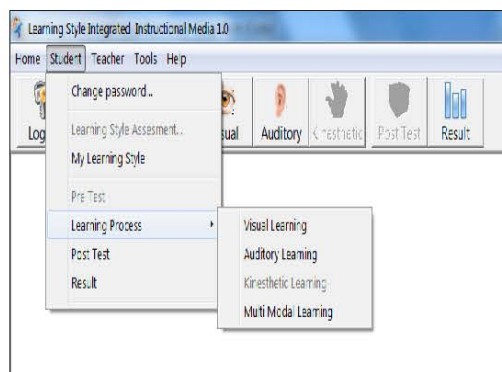 Learning Style Integrated Instructional Media 1.0
Home Student Teacher Tools Help
Change password...
Log
ual
Auditory
Kinesthetic
Post Test
Result
Learning Style Assesment...
My Learning Style
Pre Test
Learning Process
Post Test
Result
Visual Learning
Auditory Learning
Kinesthetic Learning
Multi Modal Learning